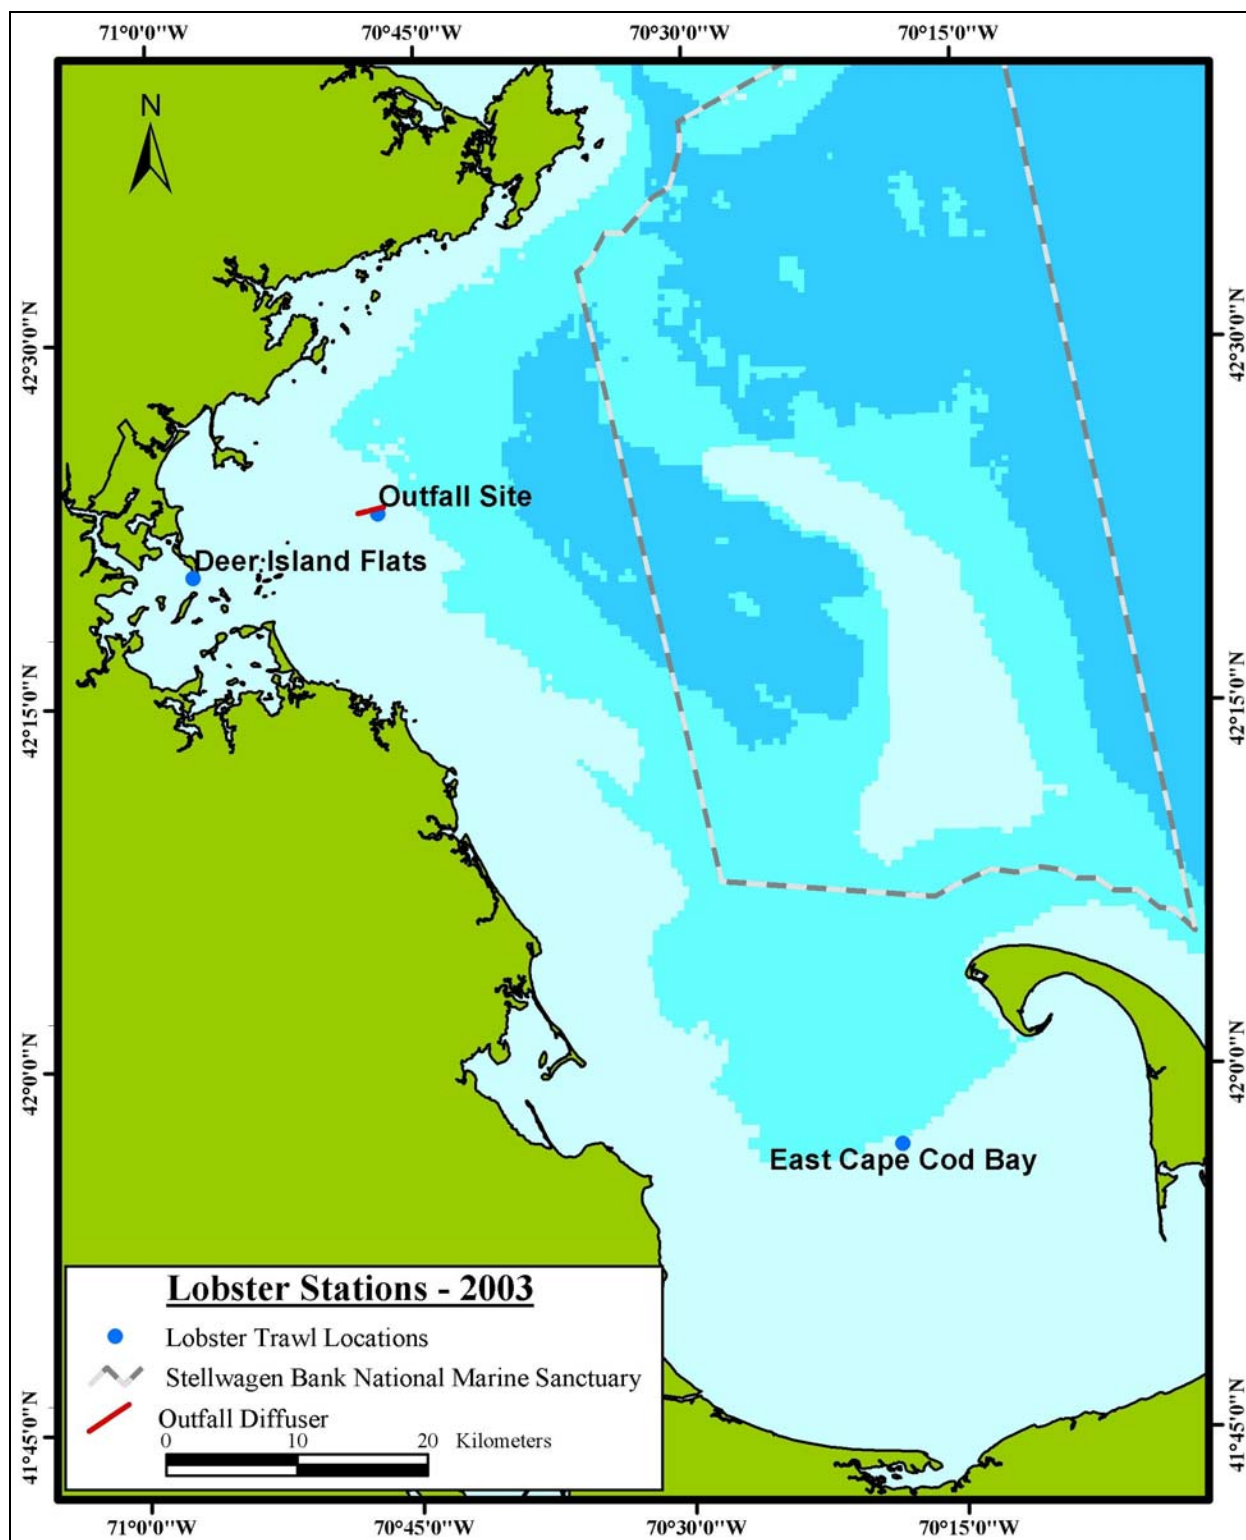 71°0'0"W 70°45'0"W 70°30'0"W 70°15'0"W
N
42°30'0"N 42°30'0"N
Outfall Site
Deer Island Flats
42°15'0"N 42°15'0"N
42°0'0"N 42°0'0"N
East Cape Cod Bay
Lobster Stations - 2003
Lobster Trawl Locations
Stellwagen Bank National Marine Sanctuary
Outfall Diffuser
0 10 20 Kilometers
41°45'0"N 41°45'0"N
71°0'0"W 70°45'0"W 70°30'0"W 70°15'0"W